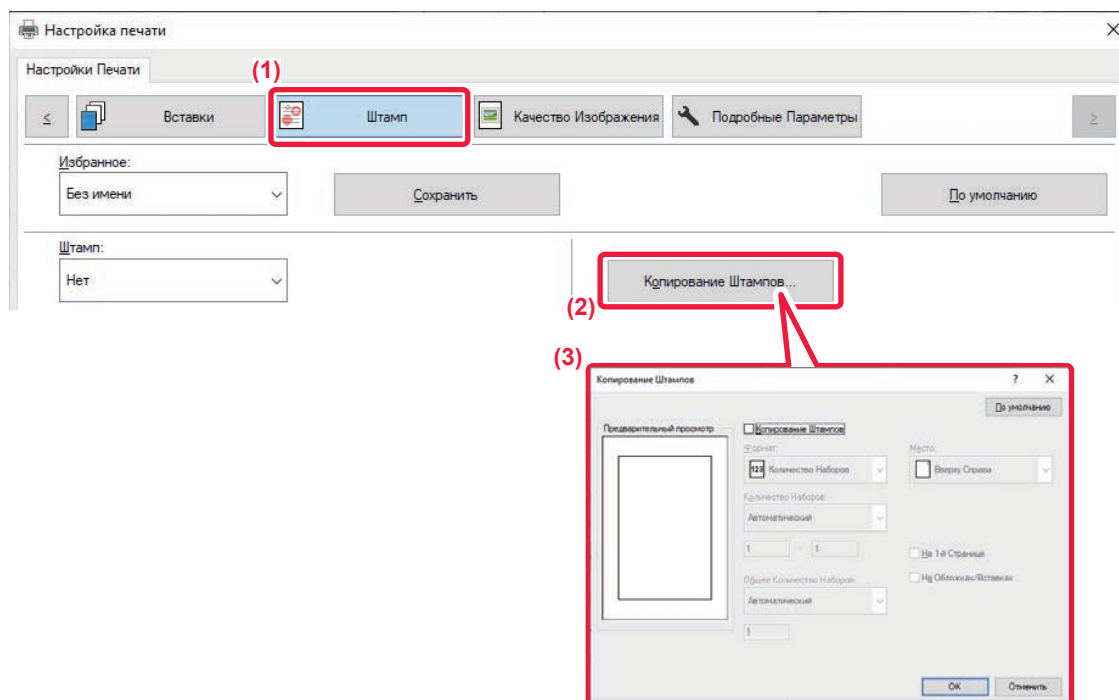 Настройка печати
Настройки Печати
(1)
<
Вставки
Штамп
Качество Изображения
Подробные Параметры
>
Избранное:
Без имени
Сохранить
По умолчанию
Штамп:
Нет
Копирование Штампов...
(2)
(3)
Копирование Штампов
?
По умолчанию
Предварительный просмотр
Копирование Штампов
Формат:
Место:
123 Количество Наборов
Вверху Справа
Количество Наборов:
Автоматический
1 - 1
На 1-й Странице
На Обложках/Вставках
Общее Количество Наборов:
Автоматический
1
OK
Отменить